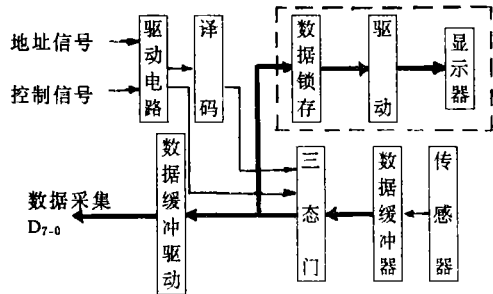 地址信号
控制信号
驱动电路
译码
数据锁存
驱动
显示器
数据采集
D7-0
数据缓冲驱动
三态门
数据缓冲器
传感器